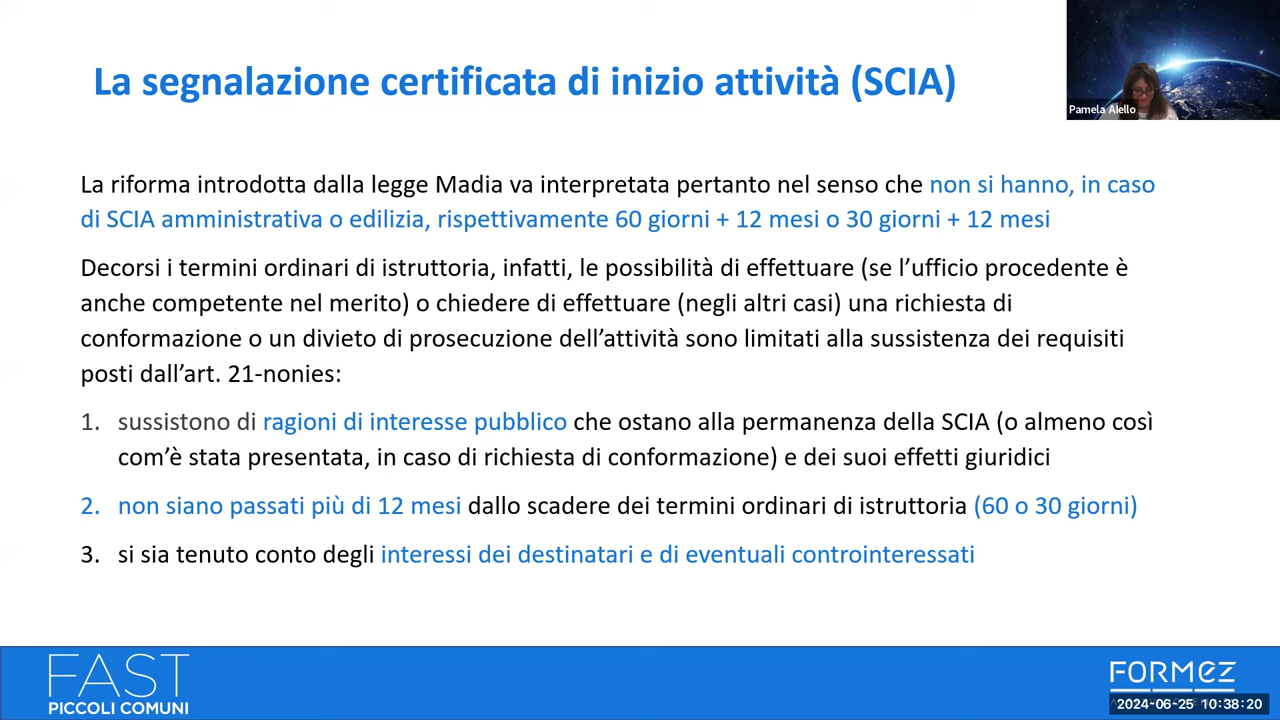 La segnalazione certificata di inizio attività (SCIA)
Pamela Aiello
La riforma introdotta dalla legge Madia va interpretata pertanto nel senso che non si hanno, in caso
di SCIA amministrativa o edilizia, rispettivamente 60 giorni + 12 mesi o 30 giorni + 12 mesi
Decorsi i termini ordinari di istruttoria, infatti, le possibilità di effettuare (se l’ufficio procedente è
anche competente nel merito) o chiedere di effettuare (negli altri casi) una richiesta di
conformazione o un divieto di prosecuzione dell’attività sono limitati alla sussistenza dei requisiti
posti dall’art. 21-nonies:
1. sussistono di ragioni di interesse pubblico che ostano alla permanenza della SCIA (o almeno così
com’è stata presentata, in caso di richiesta di conformazione) e dei suoi effetti giuridici
2. non siano passati più di 12 mesi dallo scadere dei termini ordinari di istruttoria (60 o 30 giorni)
3. si sia tenuto conto degli interessi dei destinatari e di eventuali controinteressati
FAST
PICCOLI COMUNI
FORMEZ
2024-06-25 10:38:20